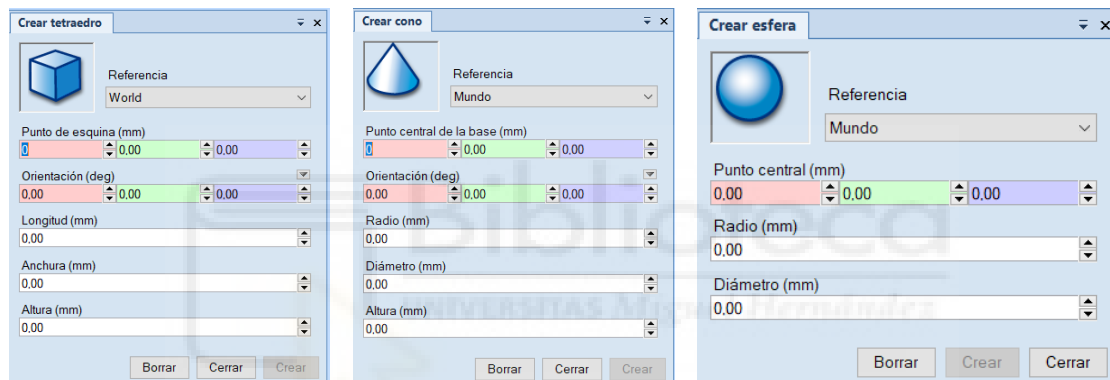 Crear tetraedro
Referencia
World
Punto de esquina (mm)
0 0,00 0,00
Orientación (deg)
0,00 0,00 0,00
Longitud (mm)
0,00
Anchura (mm)
0,00
Altura (mm)
0,00
Borrar Cerrar Crear
Crear cono
Referencia
Mundo
Punto central de la base (mm)
0 0,00 0,00
Orientación (deg)
0,00 0,00 0,00
Radio (mm)
0,00
Diámetro (mm)
0,00
Altura (mm)
0,00
Borrar Cerrar Crear
Crear esfera
Referencia
Mundo
Punto central (mm)
0,00 0,00 0,00
Radio (mm)
0,00
Diámetro (mm)
0,00
Borrar Crear Cerrar
Biblioteca
UNIVERSITAS Miguel Hernández